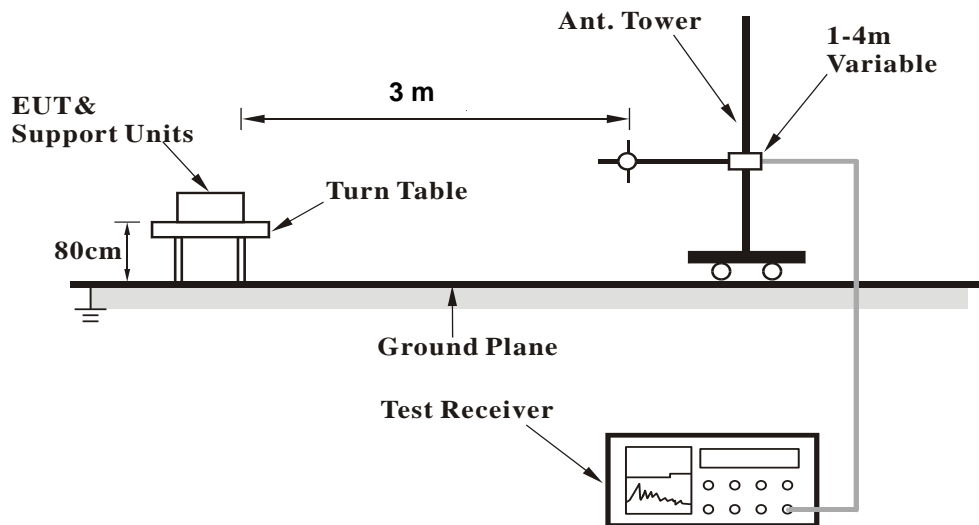 Ant. Tower
1-4m
Variable
3 m
EUT&
Support Units
Turn Table
80cm
Ground Plane
Test Receiver